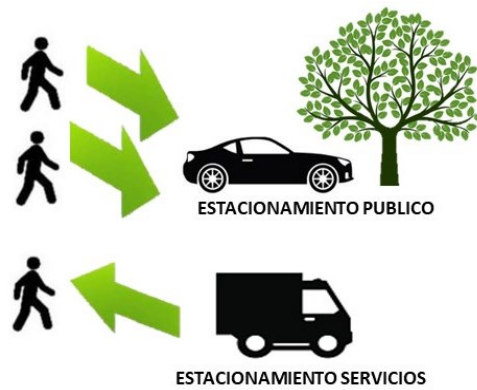 ESTACIONAMIENTO PUBLICO
ESTACIONAMIENTO SERVICIOS